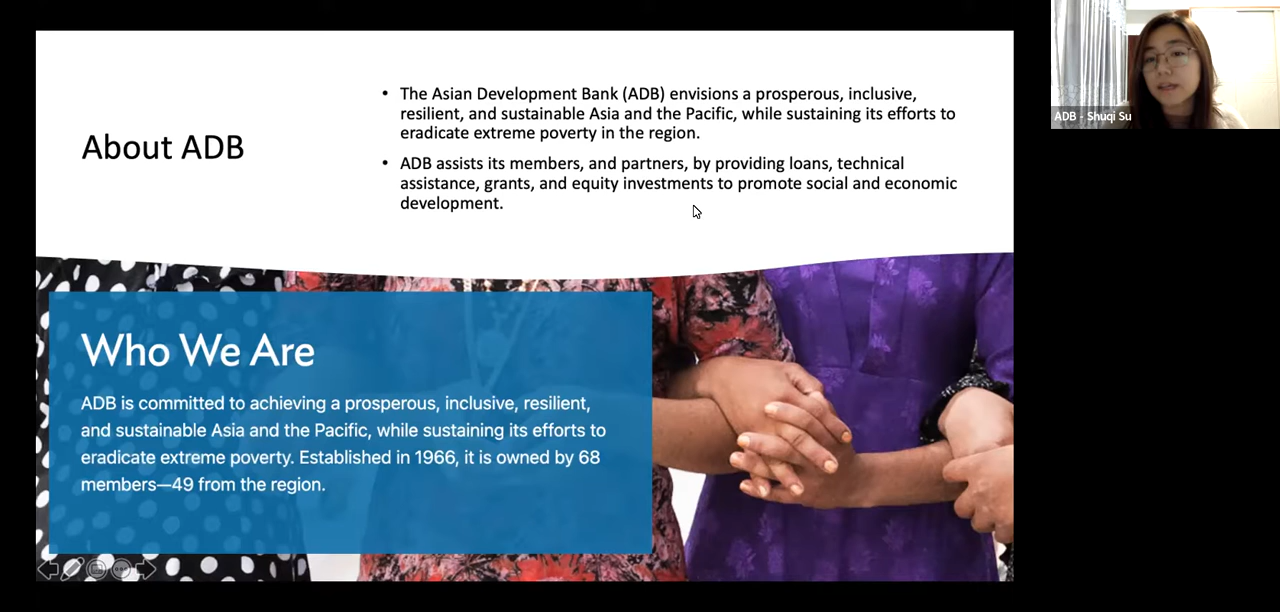 About ADB
• The Asian Development Bank (ADB) envisions a prosperous, inclusive,
resilient, and sustainable Asia and the Pacific, while sustaining its efforts to
eradicate extreme poverty in the region.
• ADB assists its members, and partners, by providing loans, technical
assistance, grants, and equity investments to promote social and economic
development.
Who We Are
ADB is committed to achieving a prosperous, inclusive, resilient,
and sustainable Asia and the Pacific, while sustaining its efforts to
eradicate extreme poverty. Established in 1966, it is owned by 68
members—49 from the region.
ADB - Shuqi Su